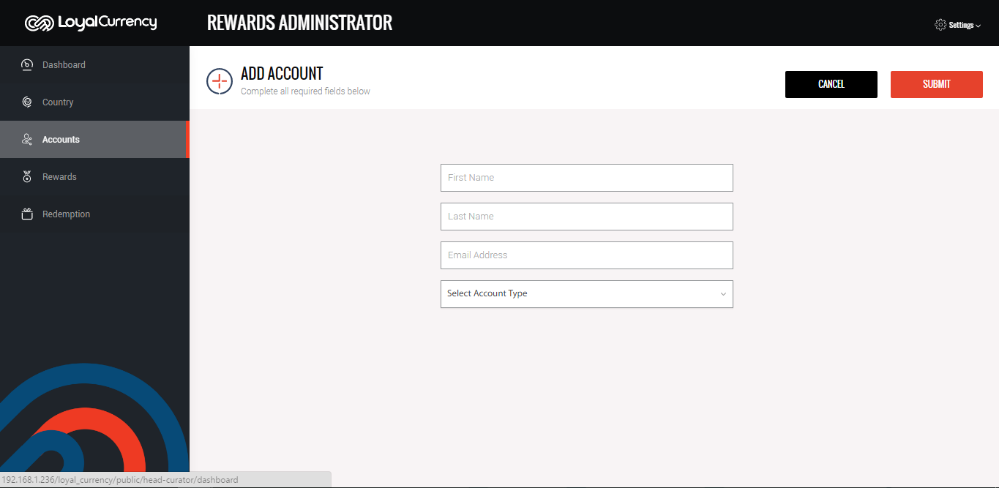 LoyalCurrency
REWARDS ADMINISTRATOR
Settings
Dashboard
Country
Accounts
Rewards
Redemption
ADD ACCOUNT
Complete all required fields below
CANCEL
SUBMIT
First Name
Last Name
Email Address
Select Account Type
192.168.1.236/loyal_currency/public/head-curator/dashboard